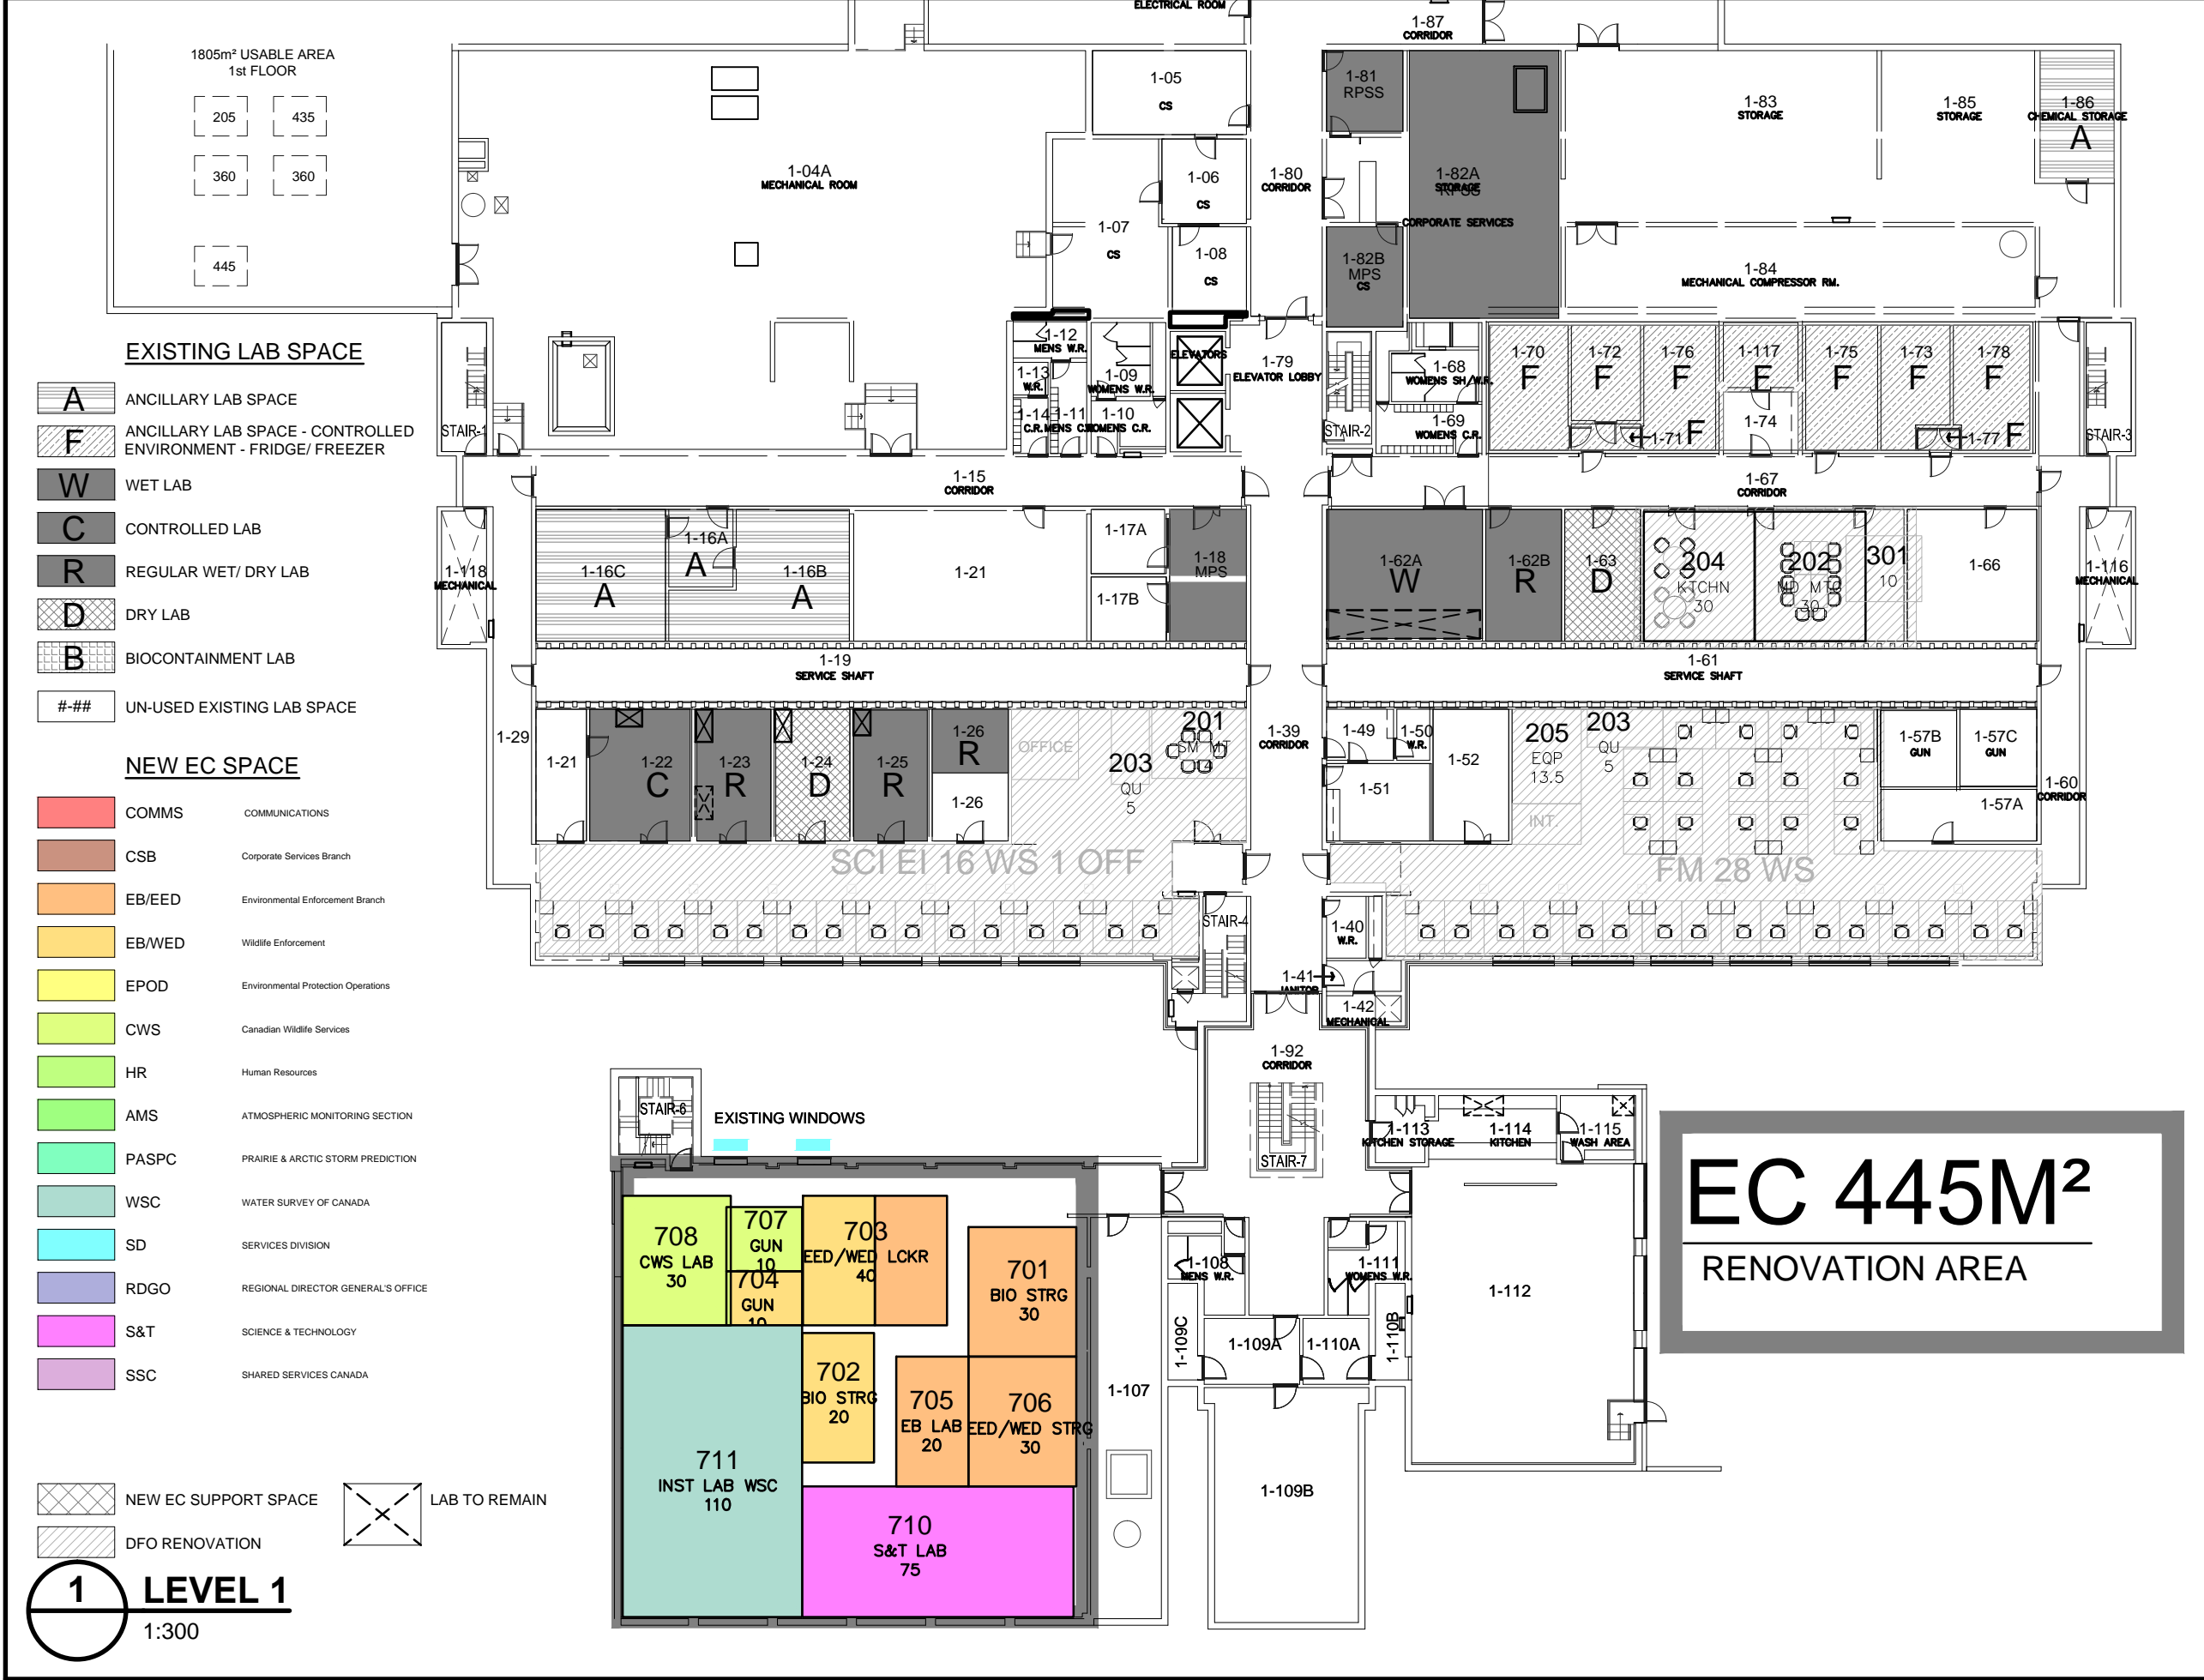 ELECTRICAL ROOM
1-87
CORRIDOR
1805m² USABLE AREA
1st FLOOR
205
435
360
360
445
1-04A
MECHANICAL ROOM
1-05
CS
1-06
CS
1-07
CS
1-08
CS
1-80
CORRIDOR
1-81
RPSS
1-82A
STORAGE
RPSS
CORPORATE SERVICES
1-82B
MPS
CS
1-83
STORAGE
1-85
STORAGE
1-86
CHEMICAL STORAGE
A
1-84
MECHANICAL COMPRESSOR RM.
STAIR-1
1-12
MENS W.R.
1-13
W.R.
1-14
C.R.
1-11
MENS C.R.
1-09
WOMENS W.R.
1-10
WOMENS C.R.
ELEVATORS
1-79
ELEVATOR LOBBY
STAIR-2
1-68
WOMENS SH/W.R.
1-69
WOMENS C.R.
1-70
F
1-72
F
1-76
F
1-117
F
1-75
F
1-73
F
1-78
F
1-71 F
1-74
1-77 F
STAIR-3
1-15
CORRIDOR
1-67
CORRIDOR
1-118
MECHANICAL
1-16C
A
1-16A
A
1-16B
A
1-21
1-17A
1-17B
1-18
MPS
1-62A
W
1-62B
R
1-63
D
204
KTCHN
30
202
MD MTG
30
301
10
1-66
1-116
MECHANICAL
1-19
SERVICE SHAFT
1-61
SERVICE SHAFT
1-29
1-21
1-22
C
1-23
R
1-24
D
1-25
R
1-26
R
1-26
OFFICE
203
QU
5
201
SM MT
14
1-39
CORRIDOR
1-49
1-50
W.R.
1-51
1-52
205
EQP
13.5
INT.
203
QU
5
1-57B
GUN
1-57C
GUN
1-57A
1-60
CORRIDOR
SCI EI 16 WS 1 OFF
FM 28 WS
STAIR-4
1-40
W.R.
1-41
JANITOR
1-42
MECHANICAL
1-92
CORRIDOR
STAIR-6
EXISTING WINDOWS
STAIR-7
1-113
KITCHEN STORAGE
1-114
KITCHEN
1-115
WASH AREA
708
CWS LAB
30
707
GUN
10
704
GUN
10
703
EED/WED LCKR
40
701
BIO STRG
30
702
BIO STRG
20
705
EB LAB
20
706
EED/WED STRG
30
711
INST LAB WSC
110
710
S&T LAB
75
1-107
1-108
MENS W.R.
1-111
WOMENS W.R.
1-109C
1-109A
1-110A
1-110B
1-109B
1-112
EC 445M²
RENOVATION AREA
EXISTING LAB SPACE
A ANCILLARY LAB SPACE
F ANCILLARY LAB SPACE - CONTROLLED
ENVIRONMENT - FRIDGE/ FREEZER
W WET LAB
C CONTROLLED LAB
R REGULAR WET/ DRY LAB
D DRY LAB
B BIOCONTAINMENT LAB
#-## UN-USED EXISTING LAB SPACE
NEW EC SPACE
COMMS COMMUNICATIONS
CSB Corporate Services Branch
EB/EED Environmental Enforcement Branch
EB/WED Wildlife Enforcement
EPOD Environmental Protection Operations
CWS Canadian Wildlife Services
HR Human Resources
AMS ATMOSPHERIC MONITORING SECTION
PASPC PRAIRIE & ARCTIC STORM PREDICTION
WSC WATER SURVEY OF CANADA
SD SERVICES DIVISION
RDGO REGIONAL DIRECTOR GENERAL'S OFFICE
S&T SCIENCE & TECHNOLOGY
SSC SHARED SERVICES CANADA
NEW EC SUPPORT SPACE
LAB TO REMAIN
DFO RENOVATION
1 LEVEL 1
1:300